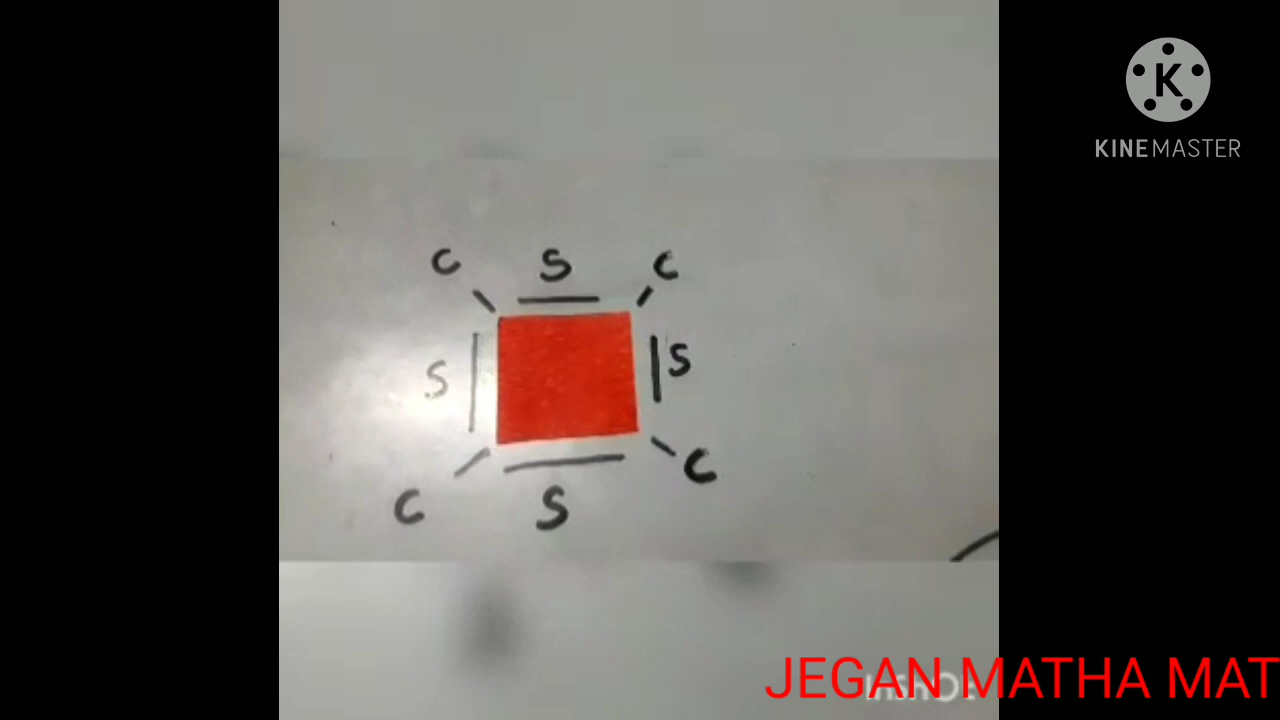 K
KINEMASTER
C S C
S S
C S C
JEGAN MATHA MAT